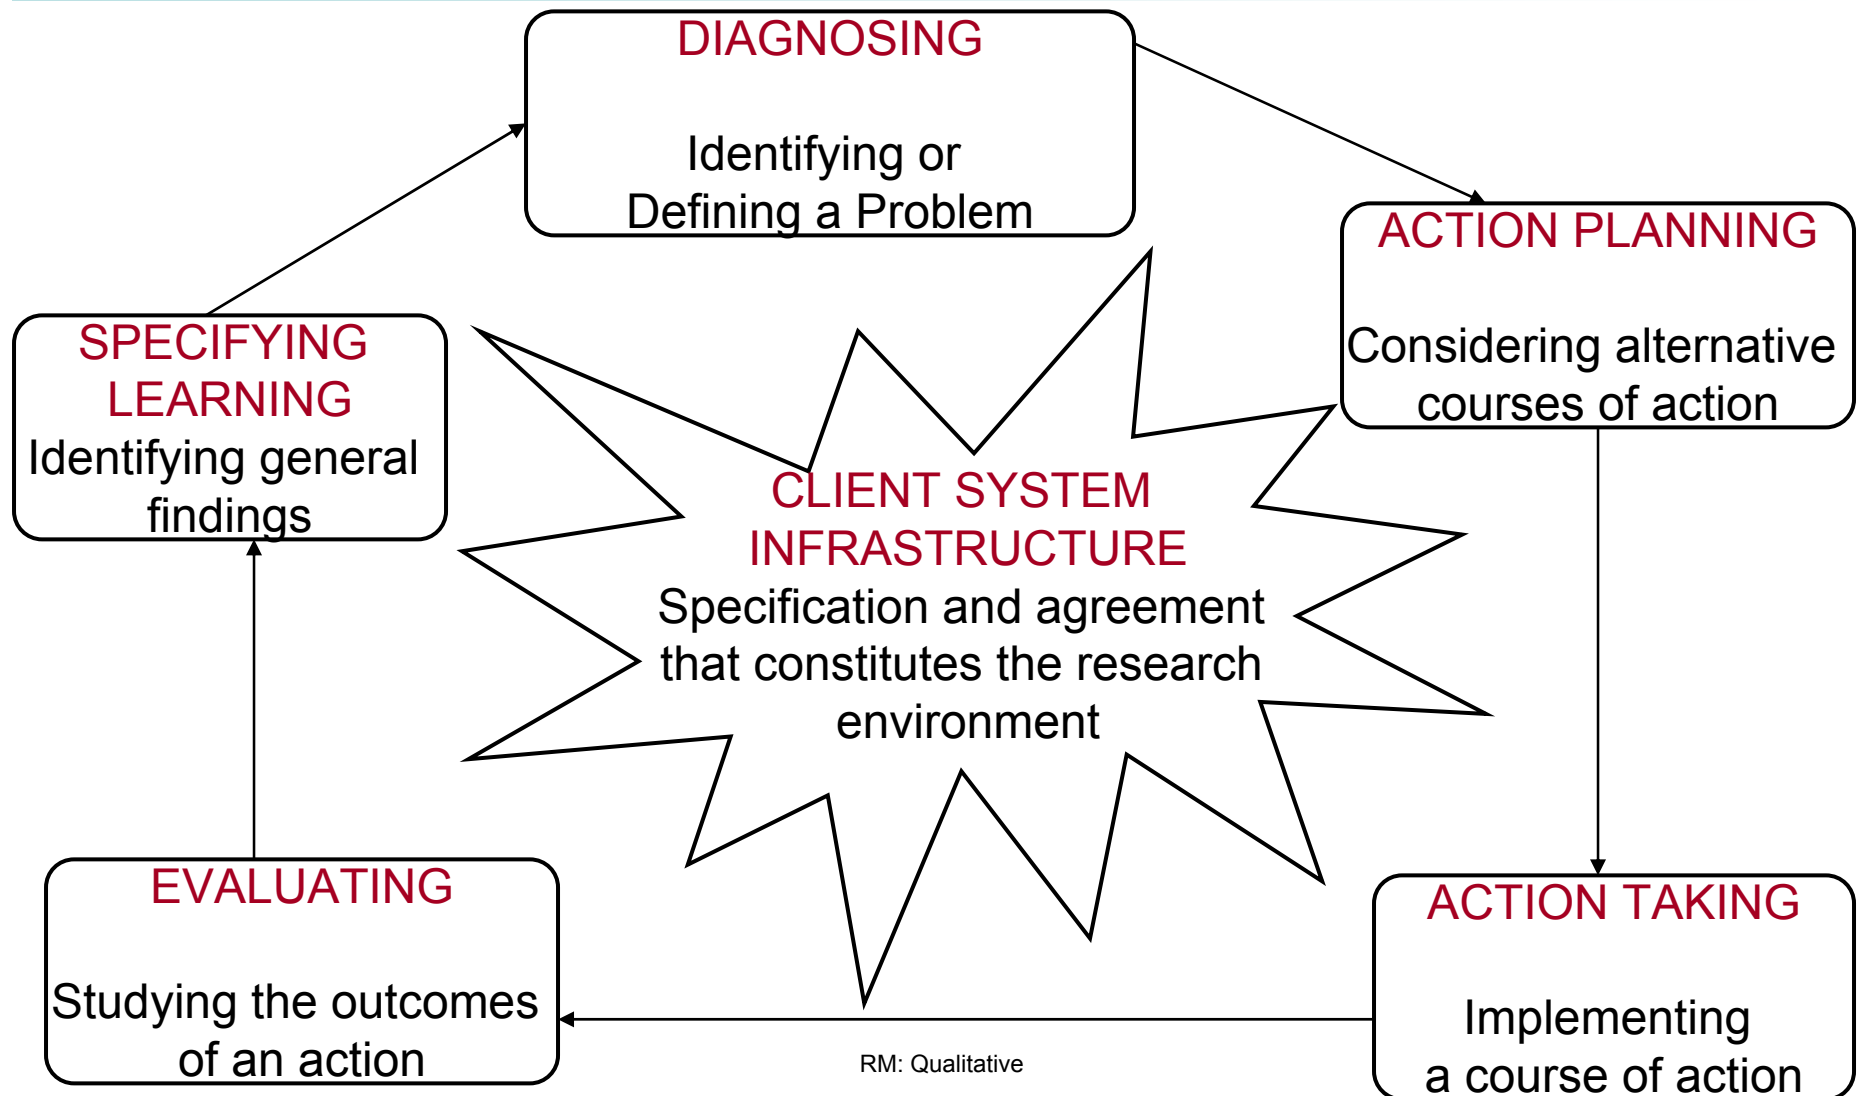 DIAGNOSING
Identifying or
Defining a Problem
ACTION PLANNING
Considering alternative
courses of action
SPECIFYING
LEARNING
Identifying general
findings
CLIENT SYSTEM
INFRASTRUCTURE
Specification and agreement
that constitutes the research
environment
EVALUATING
Studying the outcomes
of an action
ACTION TAKING
Implementing
a course of action
RM: Qualitative